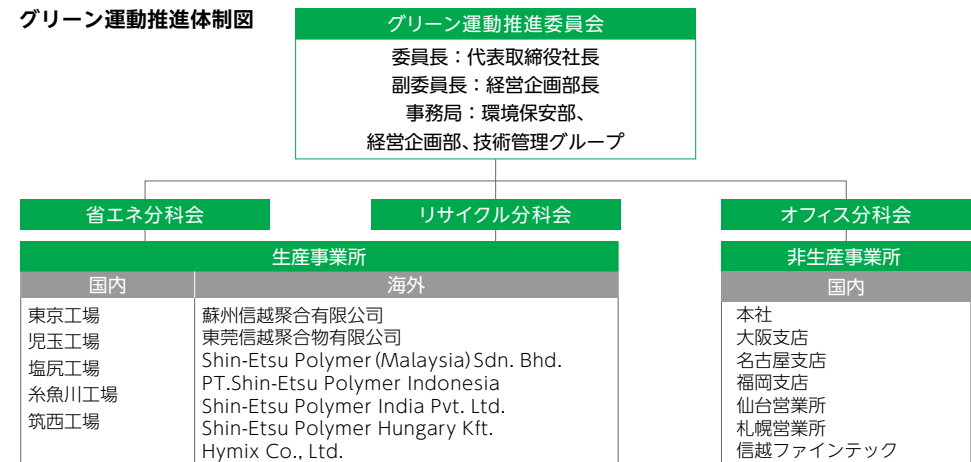 グリーン運動推進体制図
グリーン運動推進委員会
委員長：代表取締役社長
副委員長：経営企画部長
事務局：環境保安部、
経営企画部、技術管理グループ
省エネ分科会
リサイクル分科会
オフィス分科会
生産事業所
国内
東京工場
児玉工場
塩尻工場
糸魚川工場
筑西工場
海外
蘇州信越聚合有限公司
東莞信越聚合物有限公司
Shin-Etsu Polymer (Malaysia) Sdn. Bhd.
PT.Shin-Etsu Polymer Indonesia
Shin-Etsu Polymer India Pvt. Ltd.
Shin-Etsu Polymer Hungary Kft.
Hymix Co., Ltd.
非生産事業所
国内
本社
大阪支店
名古屋支店
福岡支店
仙台営業所
札幌営業所
信越ファインテック